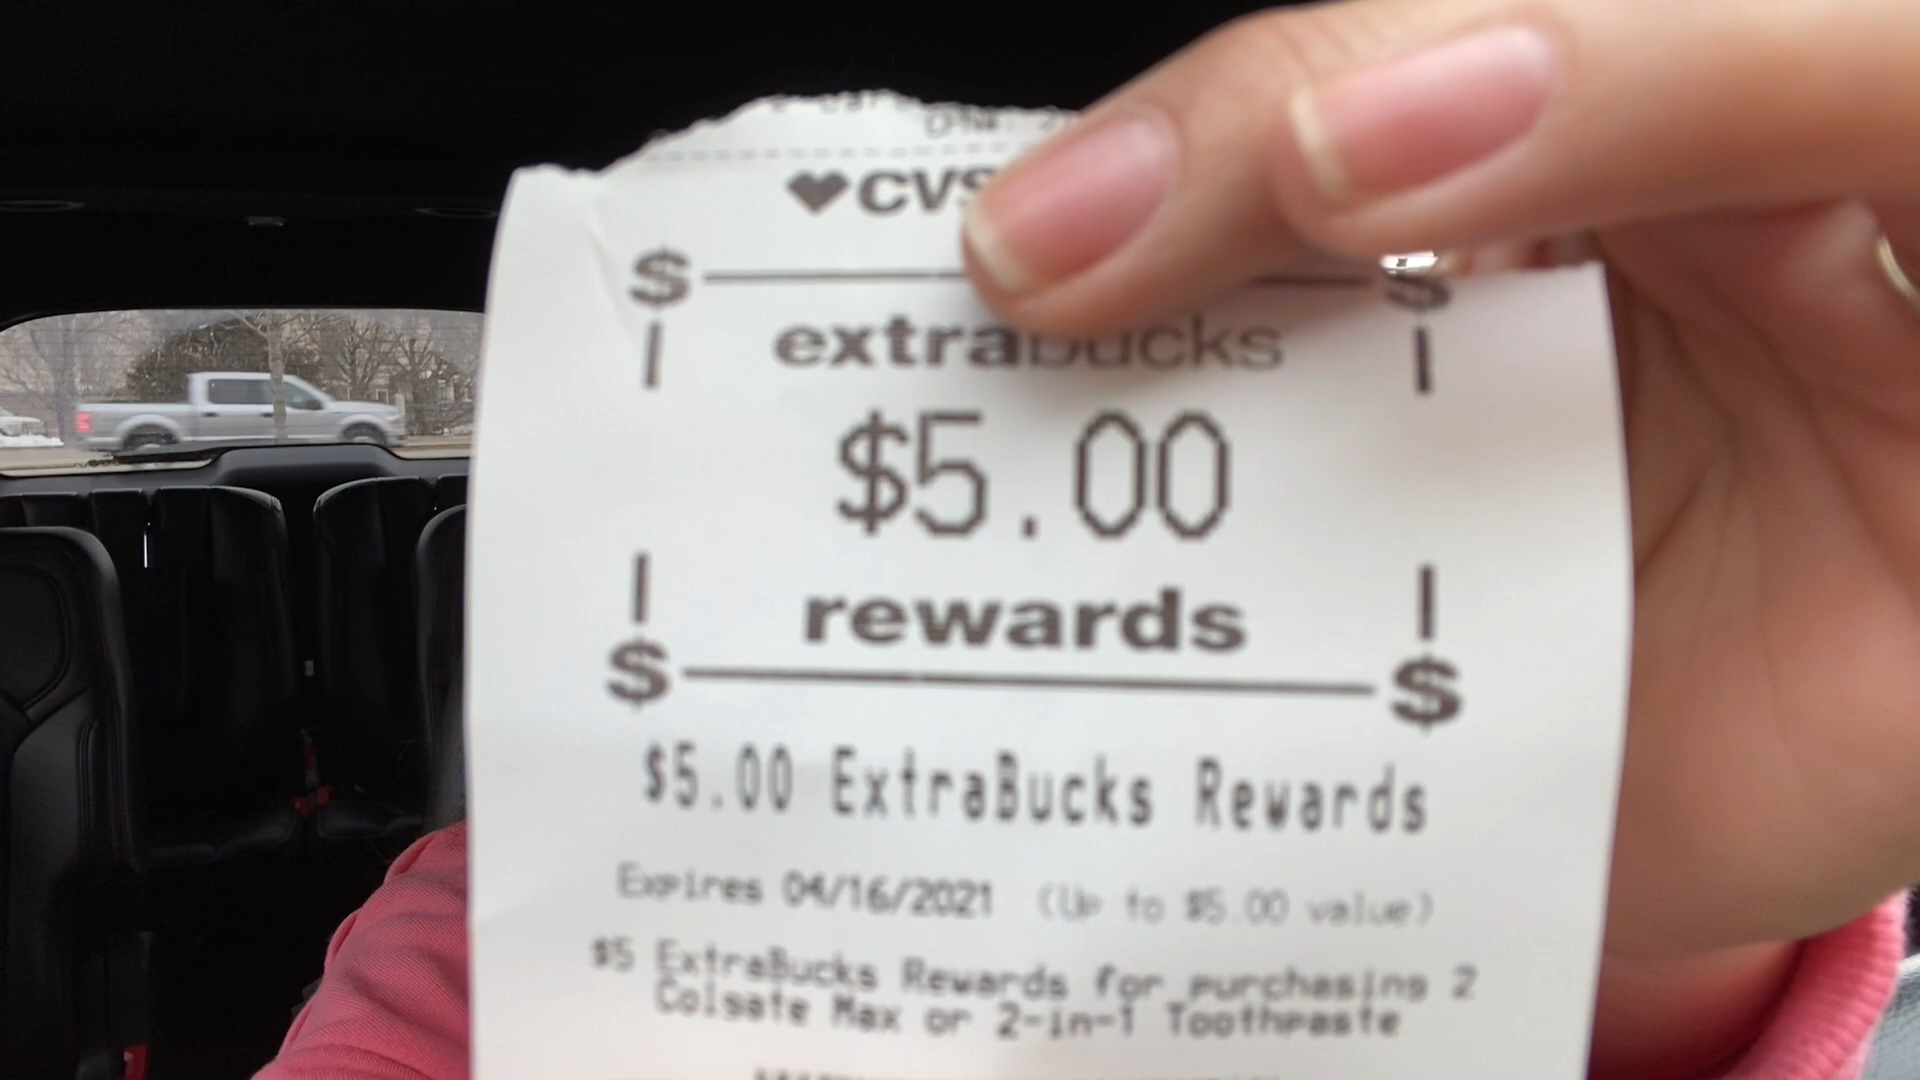 CVS
$ $
extrabucks
$5.00
rewards
$ $
$5.00 ExtraBucks Rewards
Expires 04/16/2021 (Up to $5.00 value)
$5 ExtraBucks Rewards for purchasing 2
Colgate Max or 2-in-1 Toothpaste